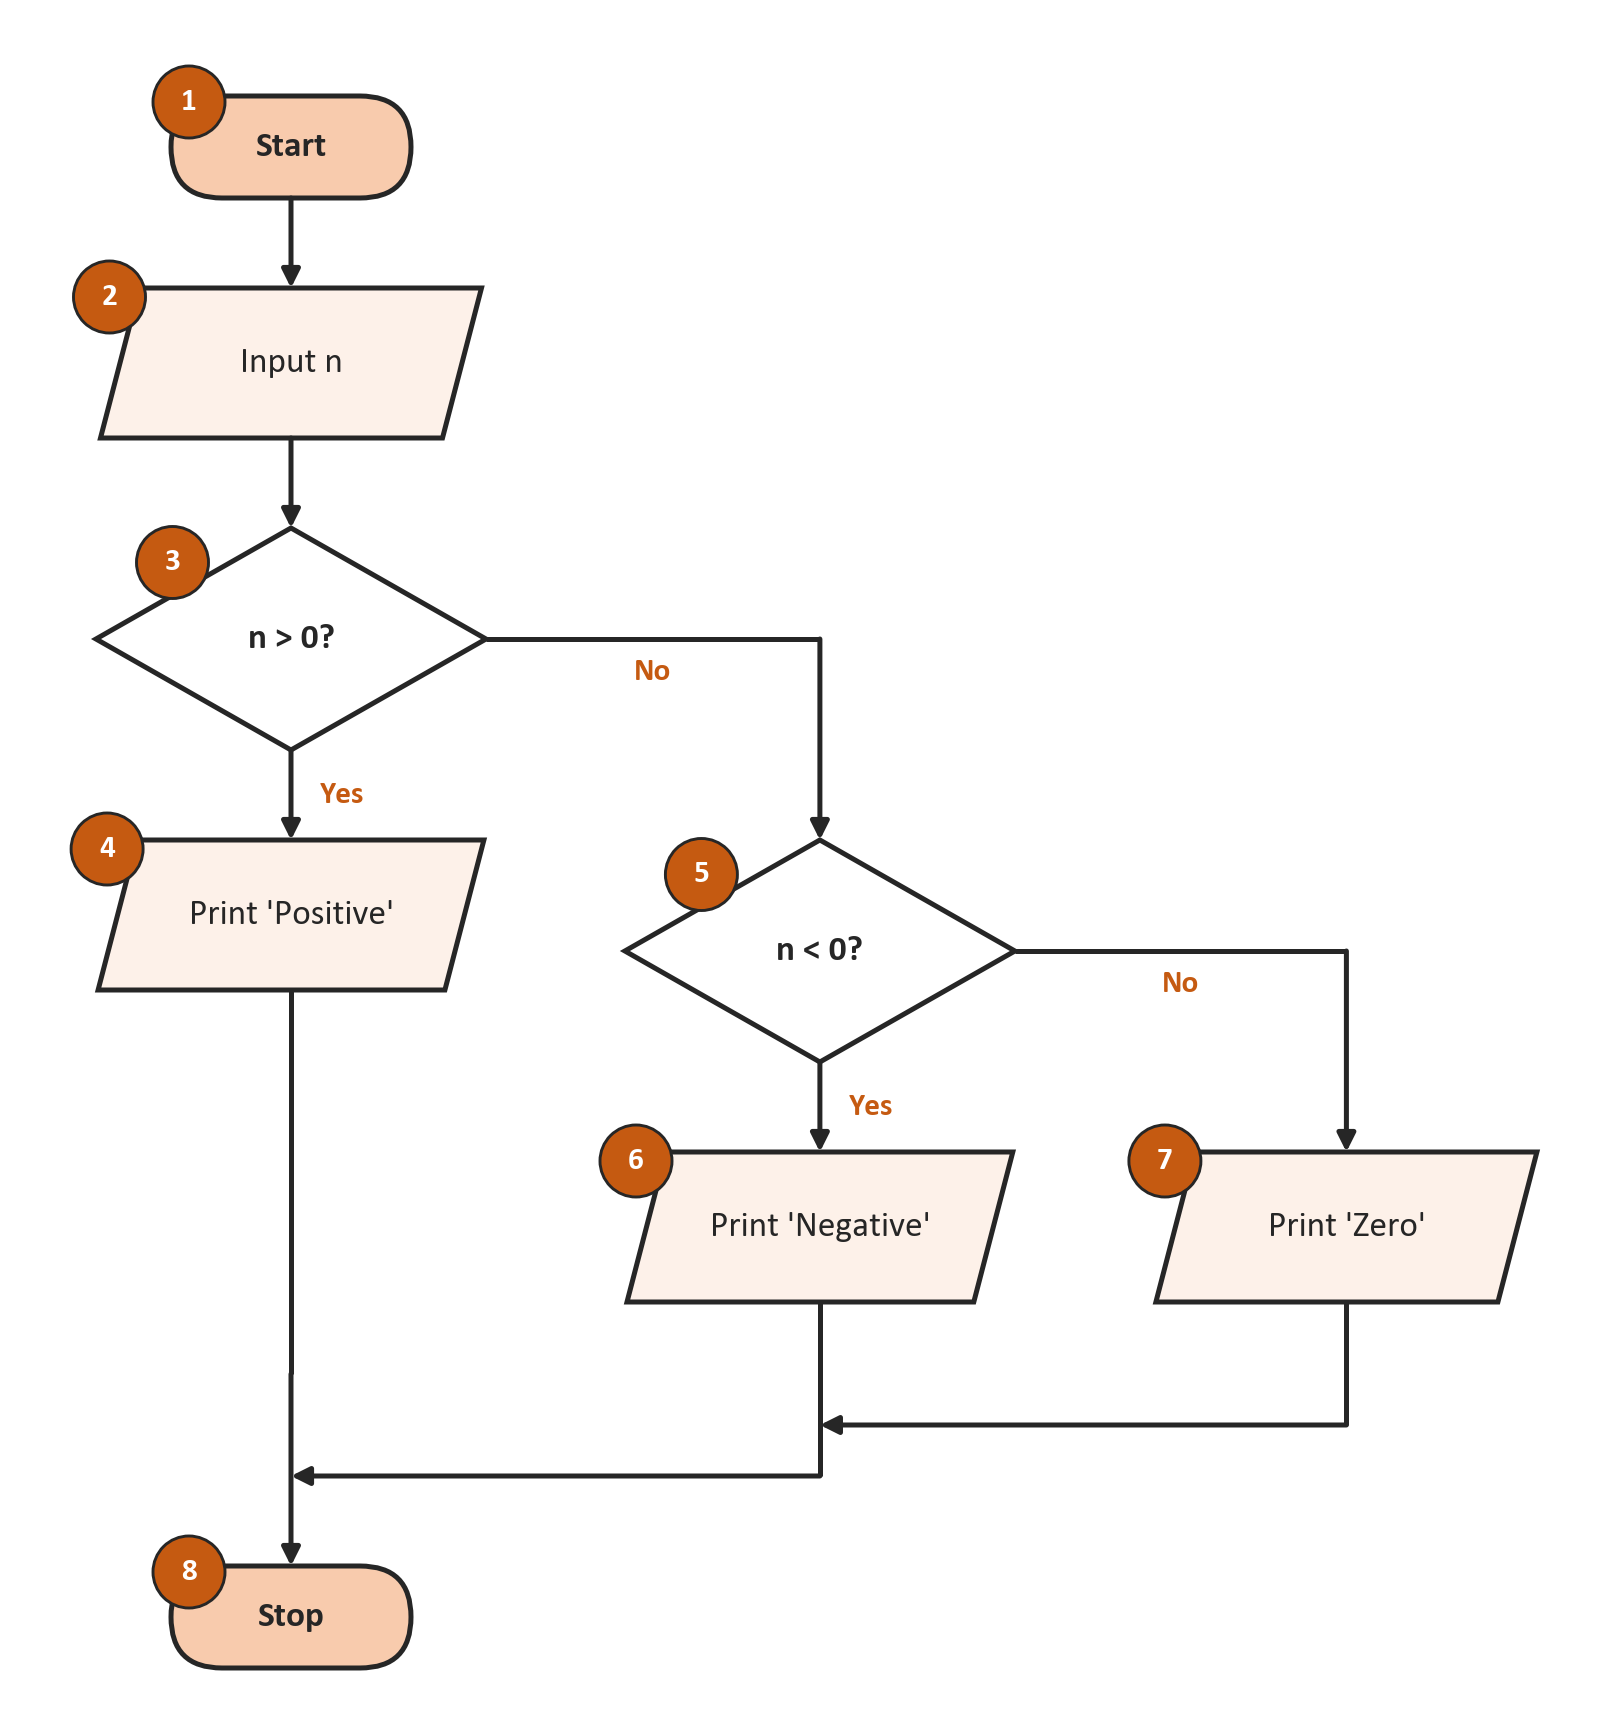 1
Start
2
Input n
3
n > 0?
No
Yes
4
Print 'Positive'
5
n < 0?
No
Yes
6
Print 'Negative'
7
Print 'Zero'
8
Stop